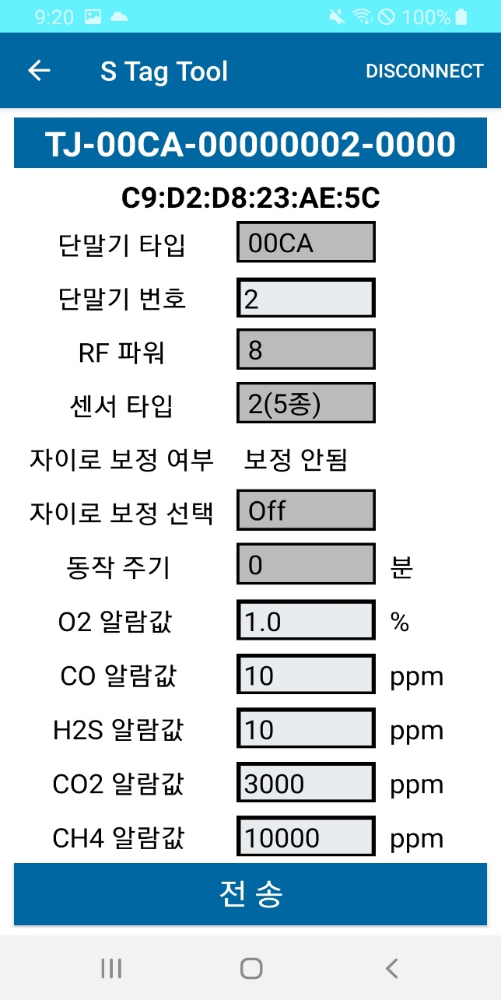 9:20 100%
S Tag Tool DISCONNECT
TJ-00CA-00000002-0000
C9:D2:D8:23:AE:5C
단말기 타입 00CA
단말기 번호 2
RF 파워 8
센서 타입 2(5종)
자이로 보정 여부 보정 안됨
자이로 보정 선택 Off
동작 주기 0 분
O2 알람값 1.0 %
CO 알람값 10 ppm
H2S 알람값 10 ppm
CO2 알람값 3000 ppm
CH4 알람값 10000 ppm
전 송